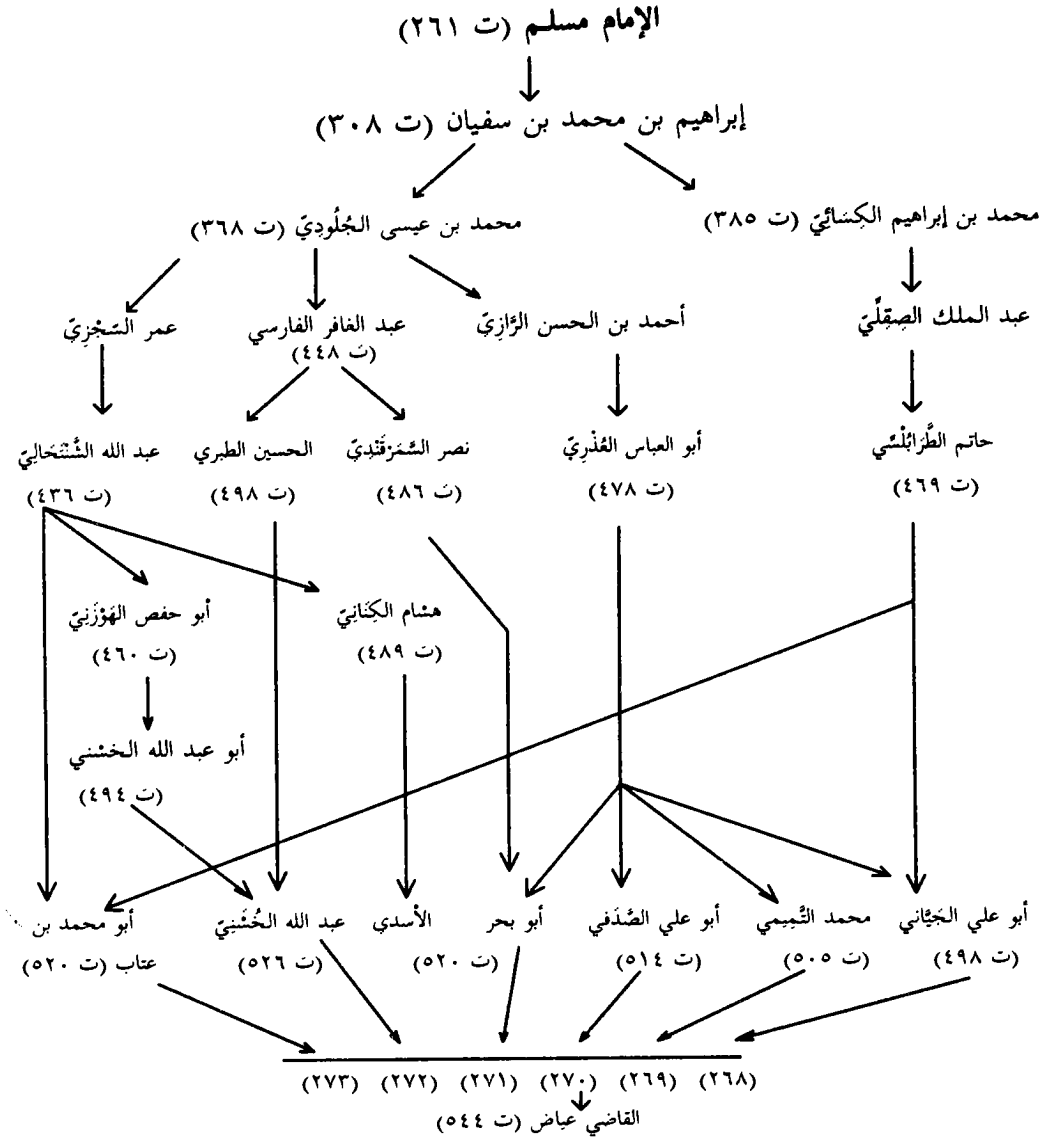 الإمام مسلم (ت ٢٦١)
إبراهيم بن محمد بن سفيان (ت ٣٠٨)
محمد بن إبراهيم الكِسَائِيّ (ت ٣٨٥) محمد بن عيسى الجُلُودِيّ (ت ٣٦٨)
عبد الملك الصِقِلِّيّ أحمد بن الحسن الرَّازِيّ عبد الغافر الفارسي عمر السّجْزِيّ
(ت ٤٤٨)
حاتم الطَّرَابُلْسِّي أبو العباس العُذْرِيّ نصر السَّمَرْقَنْدِيّ الحسين الطبري عبد الله الشَّنْتَجَالِيّ
(ت ٤٦٩) (ت ٤٧٨) (ت ٤٨٦) (ت ٤٩٨) (ت ٤٣٦)
هشام الكِنَانِيّ أبو حفص الهَوْزَنِيّ
(ت ٤٨٩) (ت ٤٦٠)
أبو عبد الله الخشني
(ت ٤٩٤)
أبو علي الجَيَّاني محمد التَّمِيمِي أبو علي الصَّدَفي أبو بحر الأسدي عبد الله الخُشَنِيّ أبو محمد بن
(ت ٤٩٨) (ت ٥٠٥) (ت ٥١٤) (ت ٥٢٠) (ت ٥٢٦) عتاب (ت ٥٢٠)
(٢٦٨) (٢٦٩) (٢٧٠) (٢٧١) (٢٧٢) (٢٧٣)
القاضي عياض (ت ٥٤٤)